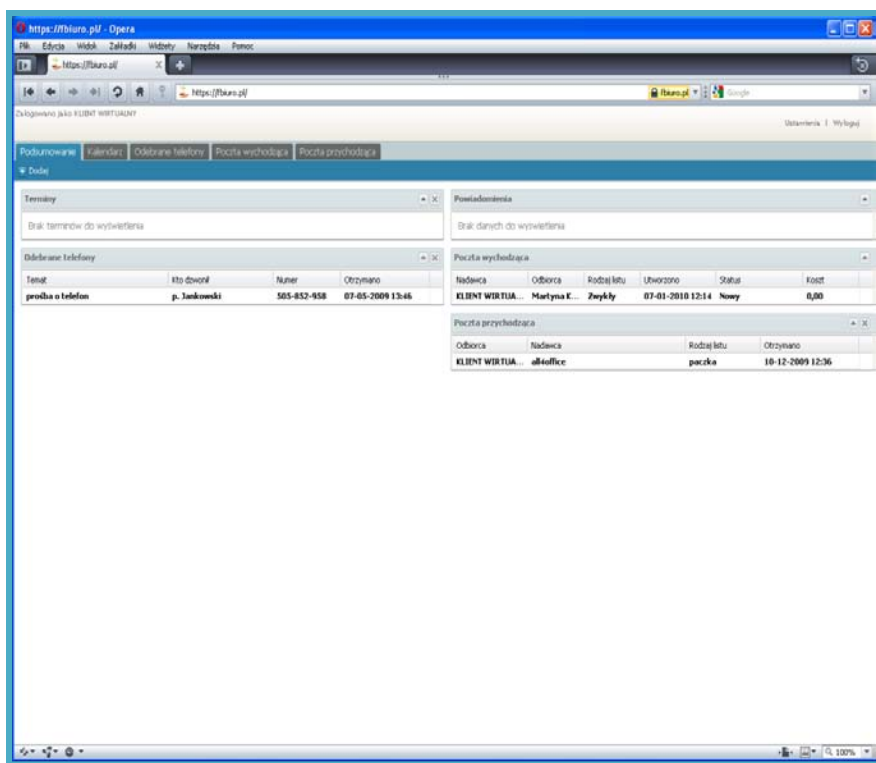 https://fbiuro.pl/ - Opera
Plik Edycja Widok Zakładki Widżety Narzędzia Pomoc
https://fbiuro.pl/
https://fbiuro.pl/ fbiuro.pl Google
Zalogowano jako KLIENT WIRTUALNY
Ustawienia | Wyloguj
Podsumowanie Kalendarz Odebrane telefony Poczta wychodząca Poczta przychodząca
Dodaj
Terminy
Brak terminów do wyświetlenia
Odebrane telefony
Temat Kto dzwonił Numer Otrzymano
prośba o telefon p. Jankowski 505-852-958 07-05-2009 13:46
Powiadomienia
Brak danych do wyświetlenia
Poczta wychodząca
Nadawca Odbiorca Rodzaj listu Utworzono Status Koszt
KLIENT WIRTUA... Martyna K... Zwykły 07-01-2010 12:14 Nowy 0,00
Poczta przychodząca
Odbiorca Nadawca Rodzaj listu Otrzymano
KLIENT WIRTUA... all4office paczka 10-12-2009 12:36
100%